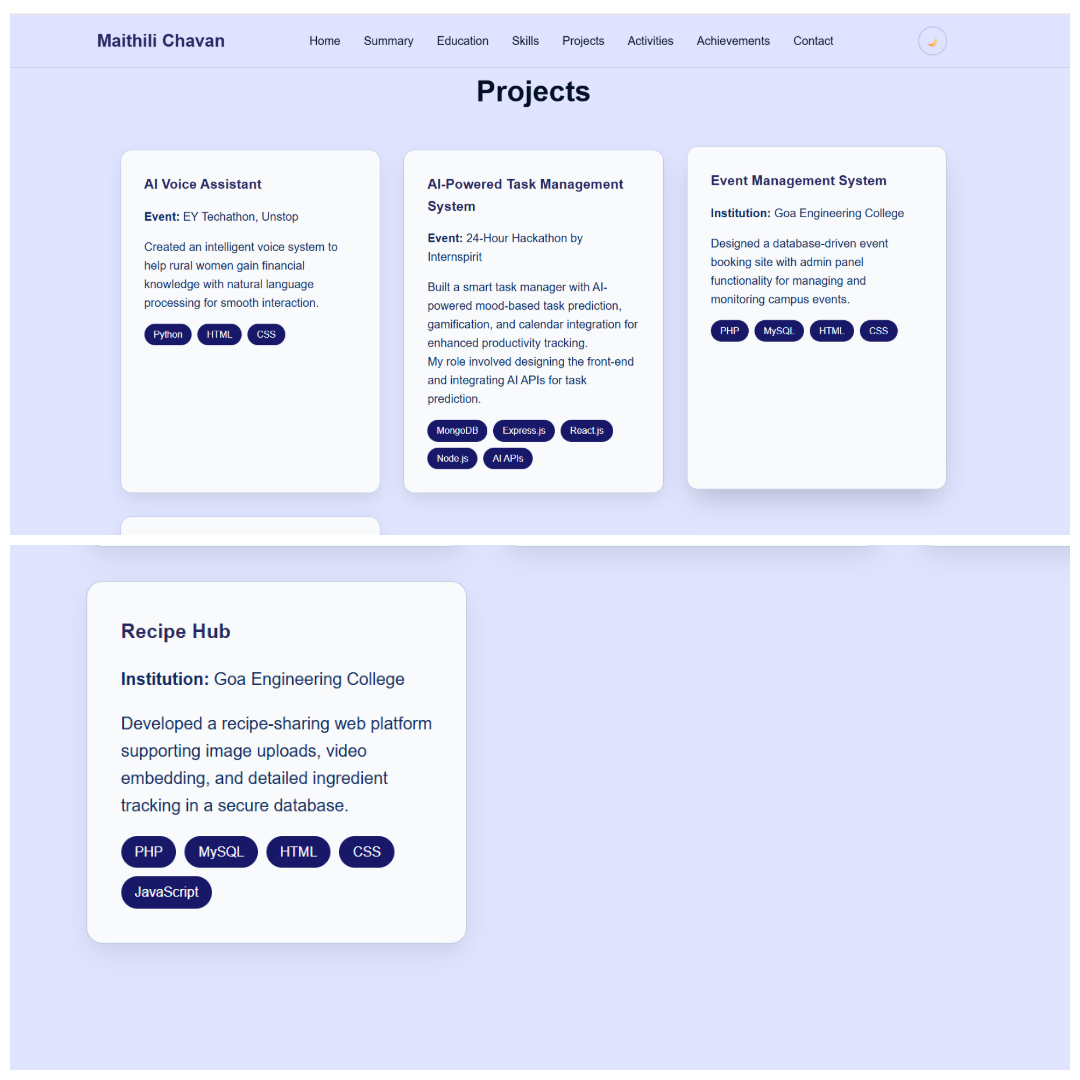 Maithili Chavan
Home Summary Education Skills Projects Activities Achievements Contact
Projects
AI Voice Assistant
Event: EY Techathon, Unstop
Created an intelligent voice system to
help rural women gain financial
knowledge with natural language
processing for smooth interaction.
Python HTML CSS
AI-Powered Task Management
System
Event: 24-Hour Hackathon by
Internspirit
Built a smart task manager with AI-
powered mood-based task prediction,
gamification, and calendar integration for
enhanced productivity tracking.
My role involved designing the front-end
and integrating AI APIs for task
prediction.
MongoDB Express.js React.js
Node.js AI APIs
Event Management System
Institution: Goa Engineering College
Designed a database-driven event
booking site with admin panel
functionality for managing and
monitoring campus events.
PHP MySQL HTML CSS
Recipe Hub
Institution: Goa Engineering College
Developed a recipe-sharing web platform
supporting image uploads, video
embedding, and detailed ingredient
tracking in a secure database.
PHP MySQL HTML CSS
JavaScript